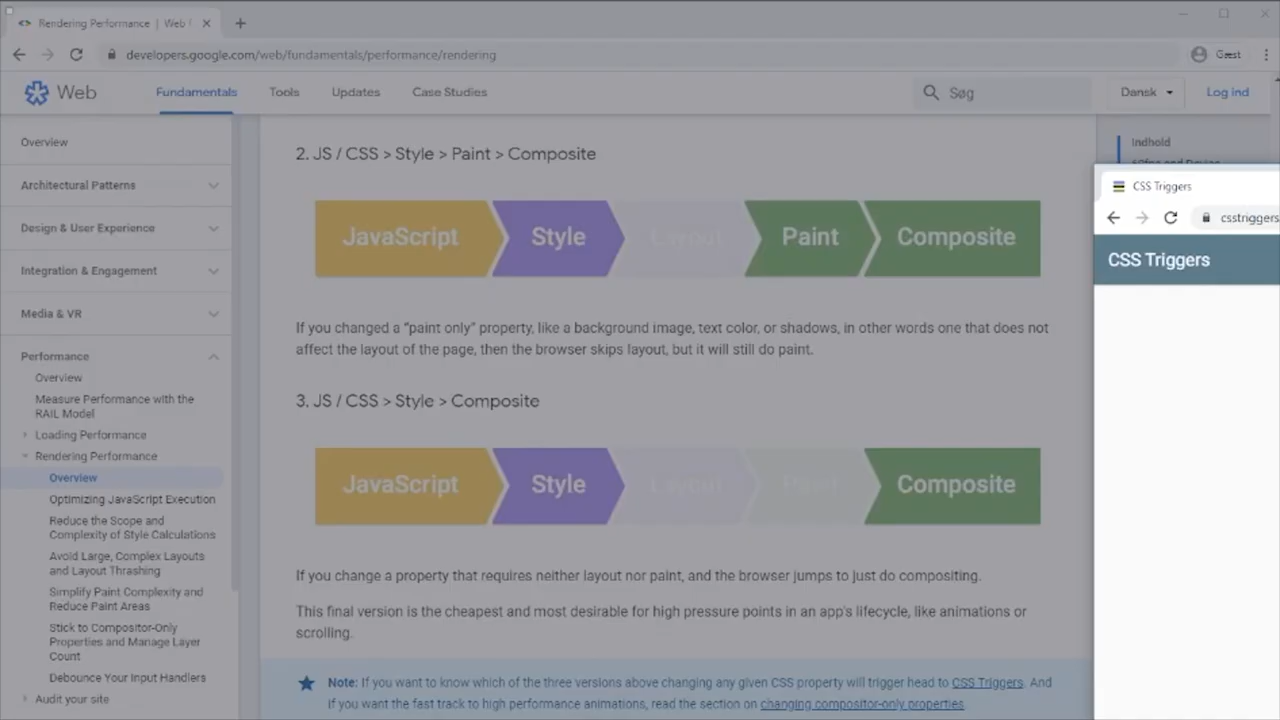 Rendering Performance | Web
developers.google.com/web/fundamentals/performance/rendering
Gæst
Web
Fundamentals
Tools
Updates
Case Studies
Søg
Dansk
Log ind
Overview
Architectural Patterns
Design & User Experience
Integration & Engagement
Media & VR
Performance
Overview
Measure Performance with the
RAIL Model
Loading Performance
Rendering Performance
Overview
Optimizing JavaScript Execution
Reduce the Scope and
Complexity of Style Calculations
Avoid Large, Complex Layouts
and Layout Thrashing
Simplify Paint Complexity and
Reduce Paint Areas
Stick to Compositor-Only
Properties and Manage Layer
Count
Debounce Your Input Handlers
Audit your site
2. JS / CSS > Style > Paint > Composite
JavaScript Style Layout Paint Composite
If you changed a “paint only” property, like a background image, text color, or shadows, in other words one that does not
affect the layout of the page, then the browser skips layout, but it will still do paint.
3. JS / CSS > Style > Composite
JavaScript Style Layout Paint Composite
If you change a property that requires neither layout nor paint, and the browser jumps to just do compositing.
This final version is the cheapest and most desirable for high pressure points in an app's lifecycle, like animations or
scrolling.
Note: If you want to know which of the three versions above changing any given CSS property will trigger head to CSS Triggers. And
if you want the fast track to high performance animations, read the section on changing compositor-only properties.
Indhold
CSS Triggers
csstriggers
CSS Triggers